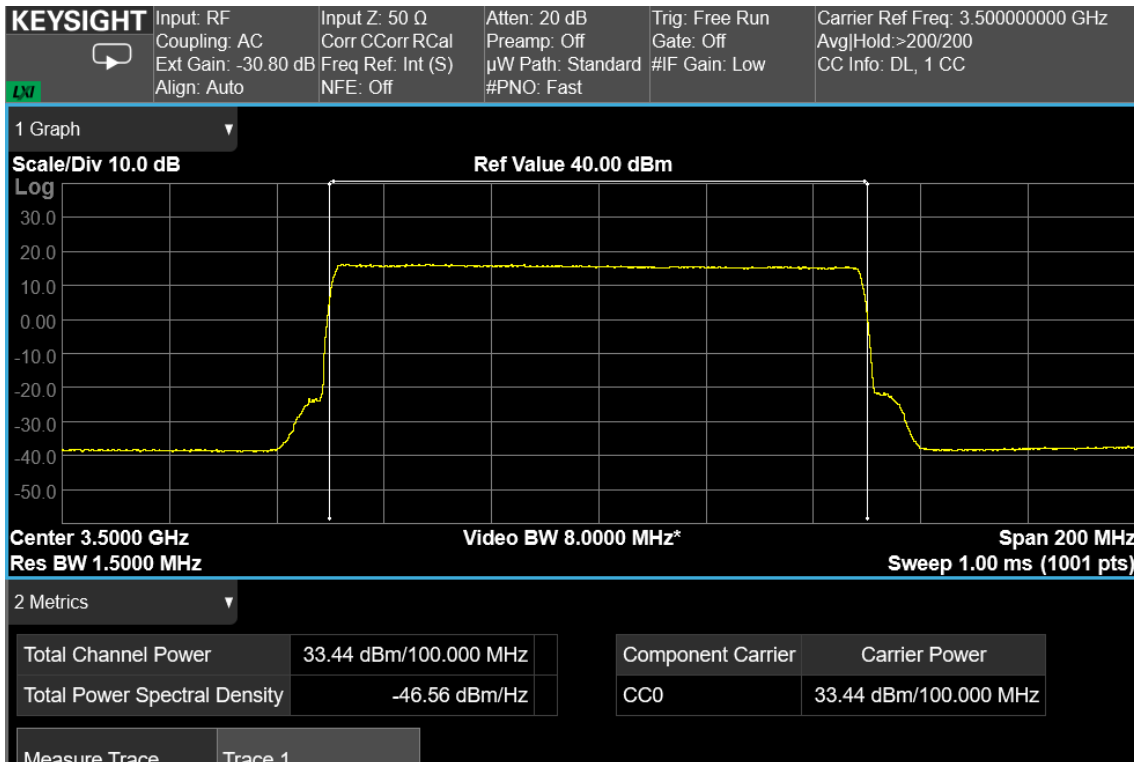 KEYSIGHT
LXI
Input: RF
Coupling: AC
Ext Gain: -30.80 dB
Align: Auto
Input Z: 50 Ω
Corr CCorr RCal
Freq Ref: Int (S)
NFE: Off
Atten: 20 dB
Preamp: Off
µW Path: Standard
#PNO: Fast
Trig: Free Run
Gate: Off
#IF Gain: Low
Carrier Ref Freq: 3.500000000 GHz
Avg|Hold:>200/200
CC Info: DL, 1 CC
1 Graph
Scale/Div 10.0 dB
Ref Value 40.00 dBm
Log
30.0
20.0
10.0
0.00
-10.0
-20.0
-30.0
-40.0
-50.0
Center 3.5000 GHz
Video BW 8.0000 MHz*
Span 200 MHz
Res BW 1.5000 MHz
Sweep 1.00 ms (1001 pts)
2 Metrics
Total Channel Power 33.44 dBm/100.000 MHz
Total Power Spectral Density -46.56 dBm/Hz
Component Carrier Carrier Power
CC0 33.44 dBm/100.000 MHz
Measure Trace Trace 1